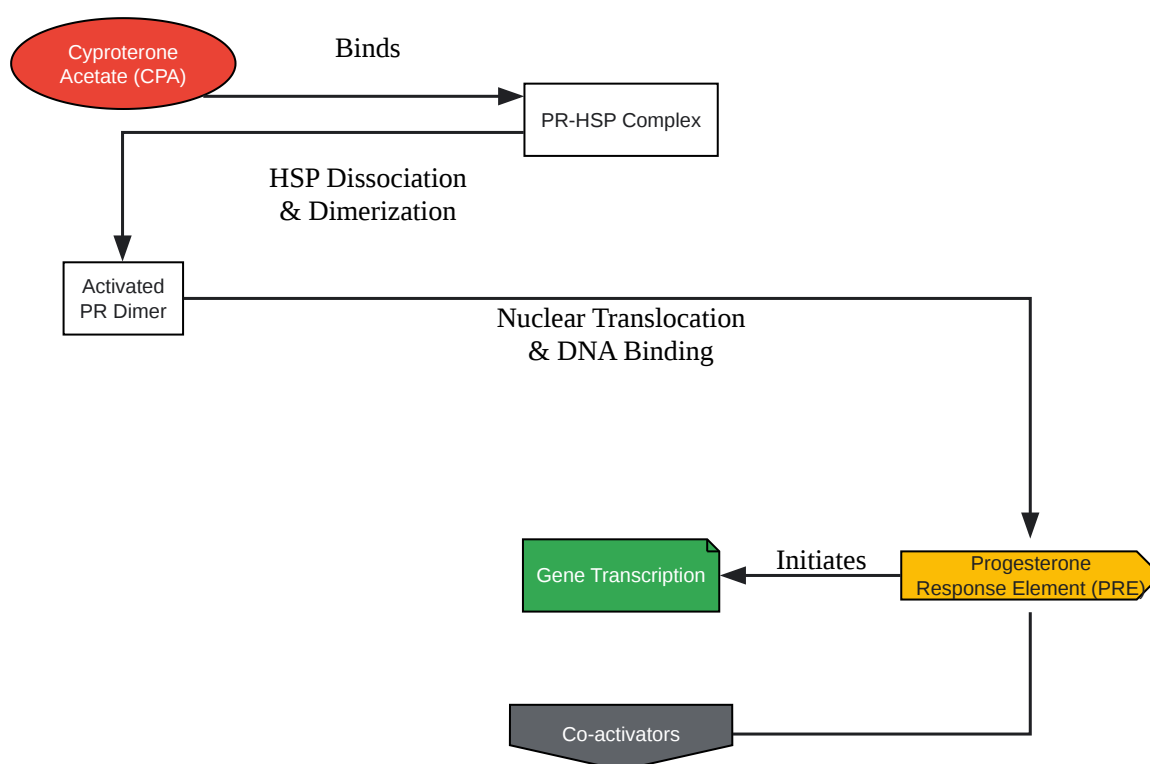 Cyproterone
Acetate (CPA)
Binds
PR-HSP Complex
HSP Dissociation
& Dimerization
Activated
PR Dimer
Nuclear Translocation
& DNA Binding
Gene Transcription
Initiates
Progesterone
Response Element (PRE)
Co-activators